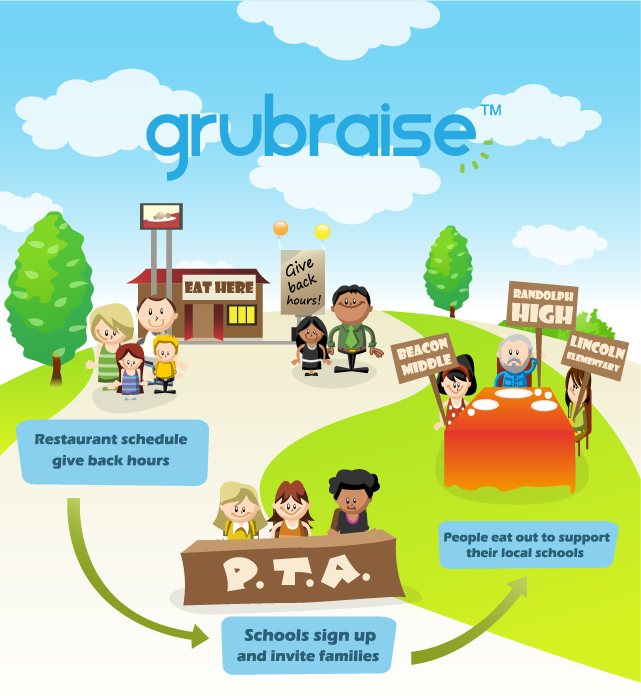 grubraise™
EAT HERE
Give
back
hours!
RANDOLPH
HIGH
BEACON
MIDDLE
LINCOLN
ELEMENTARY
Restaurant schedule
give back hours
P.T.A.
People eat out to support
their local schools
Schools sign up
and invite families